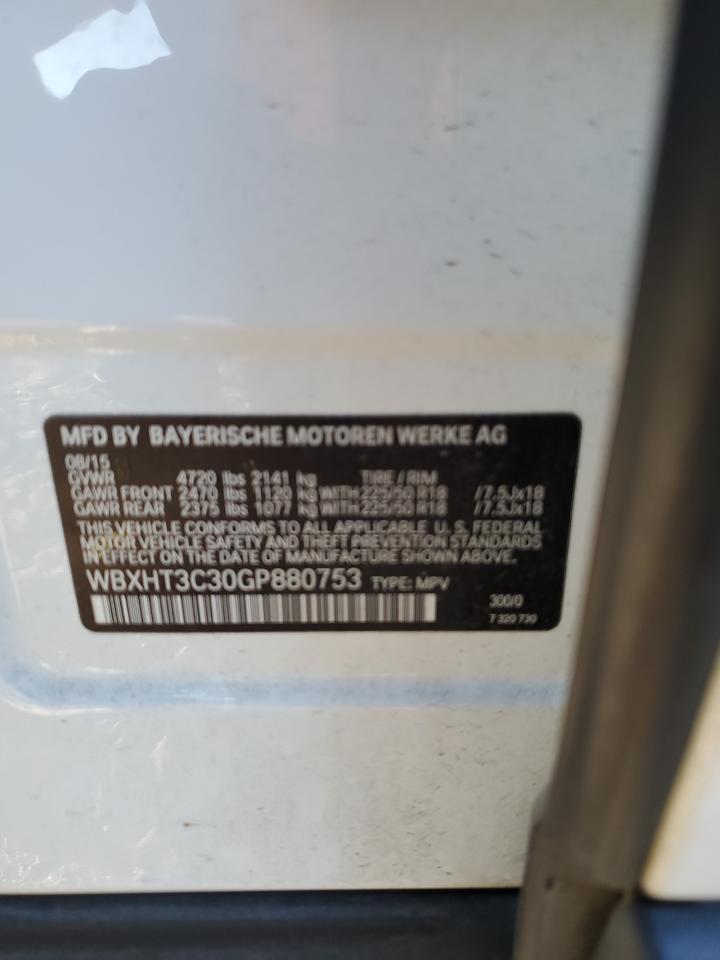 MFD BY BAYERISCHE MOTOREN WERKE AG
08/15
GVWR 4720 lbs 2141 kg TIRE / RIM
GAWR FRONT 2470 lbs 1120 kg WITH 225/50 R18 /7.5Jx18
GAWR REAR 2375 lbs 1077 kg WITH 225/50 R18 /7.5Jx18
THIS VEHICLE CONFORMS TO ALL APPLICABLE U. S. FEDERAL
MOTOR VEHICLE SAFETY AND THEFT PREVENTION STANDARDS
IN EFFECT ON THE DATE OF MANUFACTURE SHOWN ABOVE.
WBXHT3C30GP880753 TYPE: MPV
300/0
7 320 730